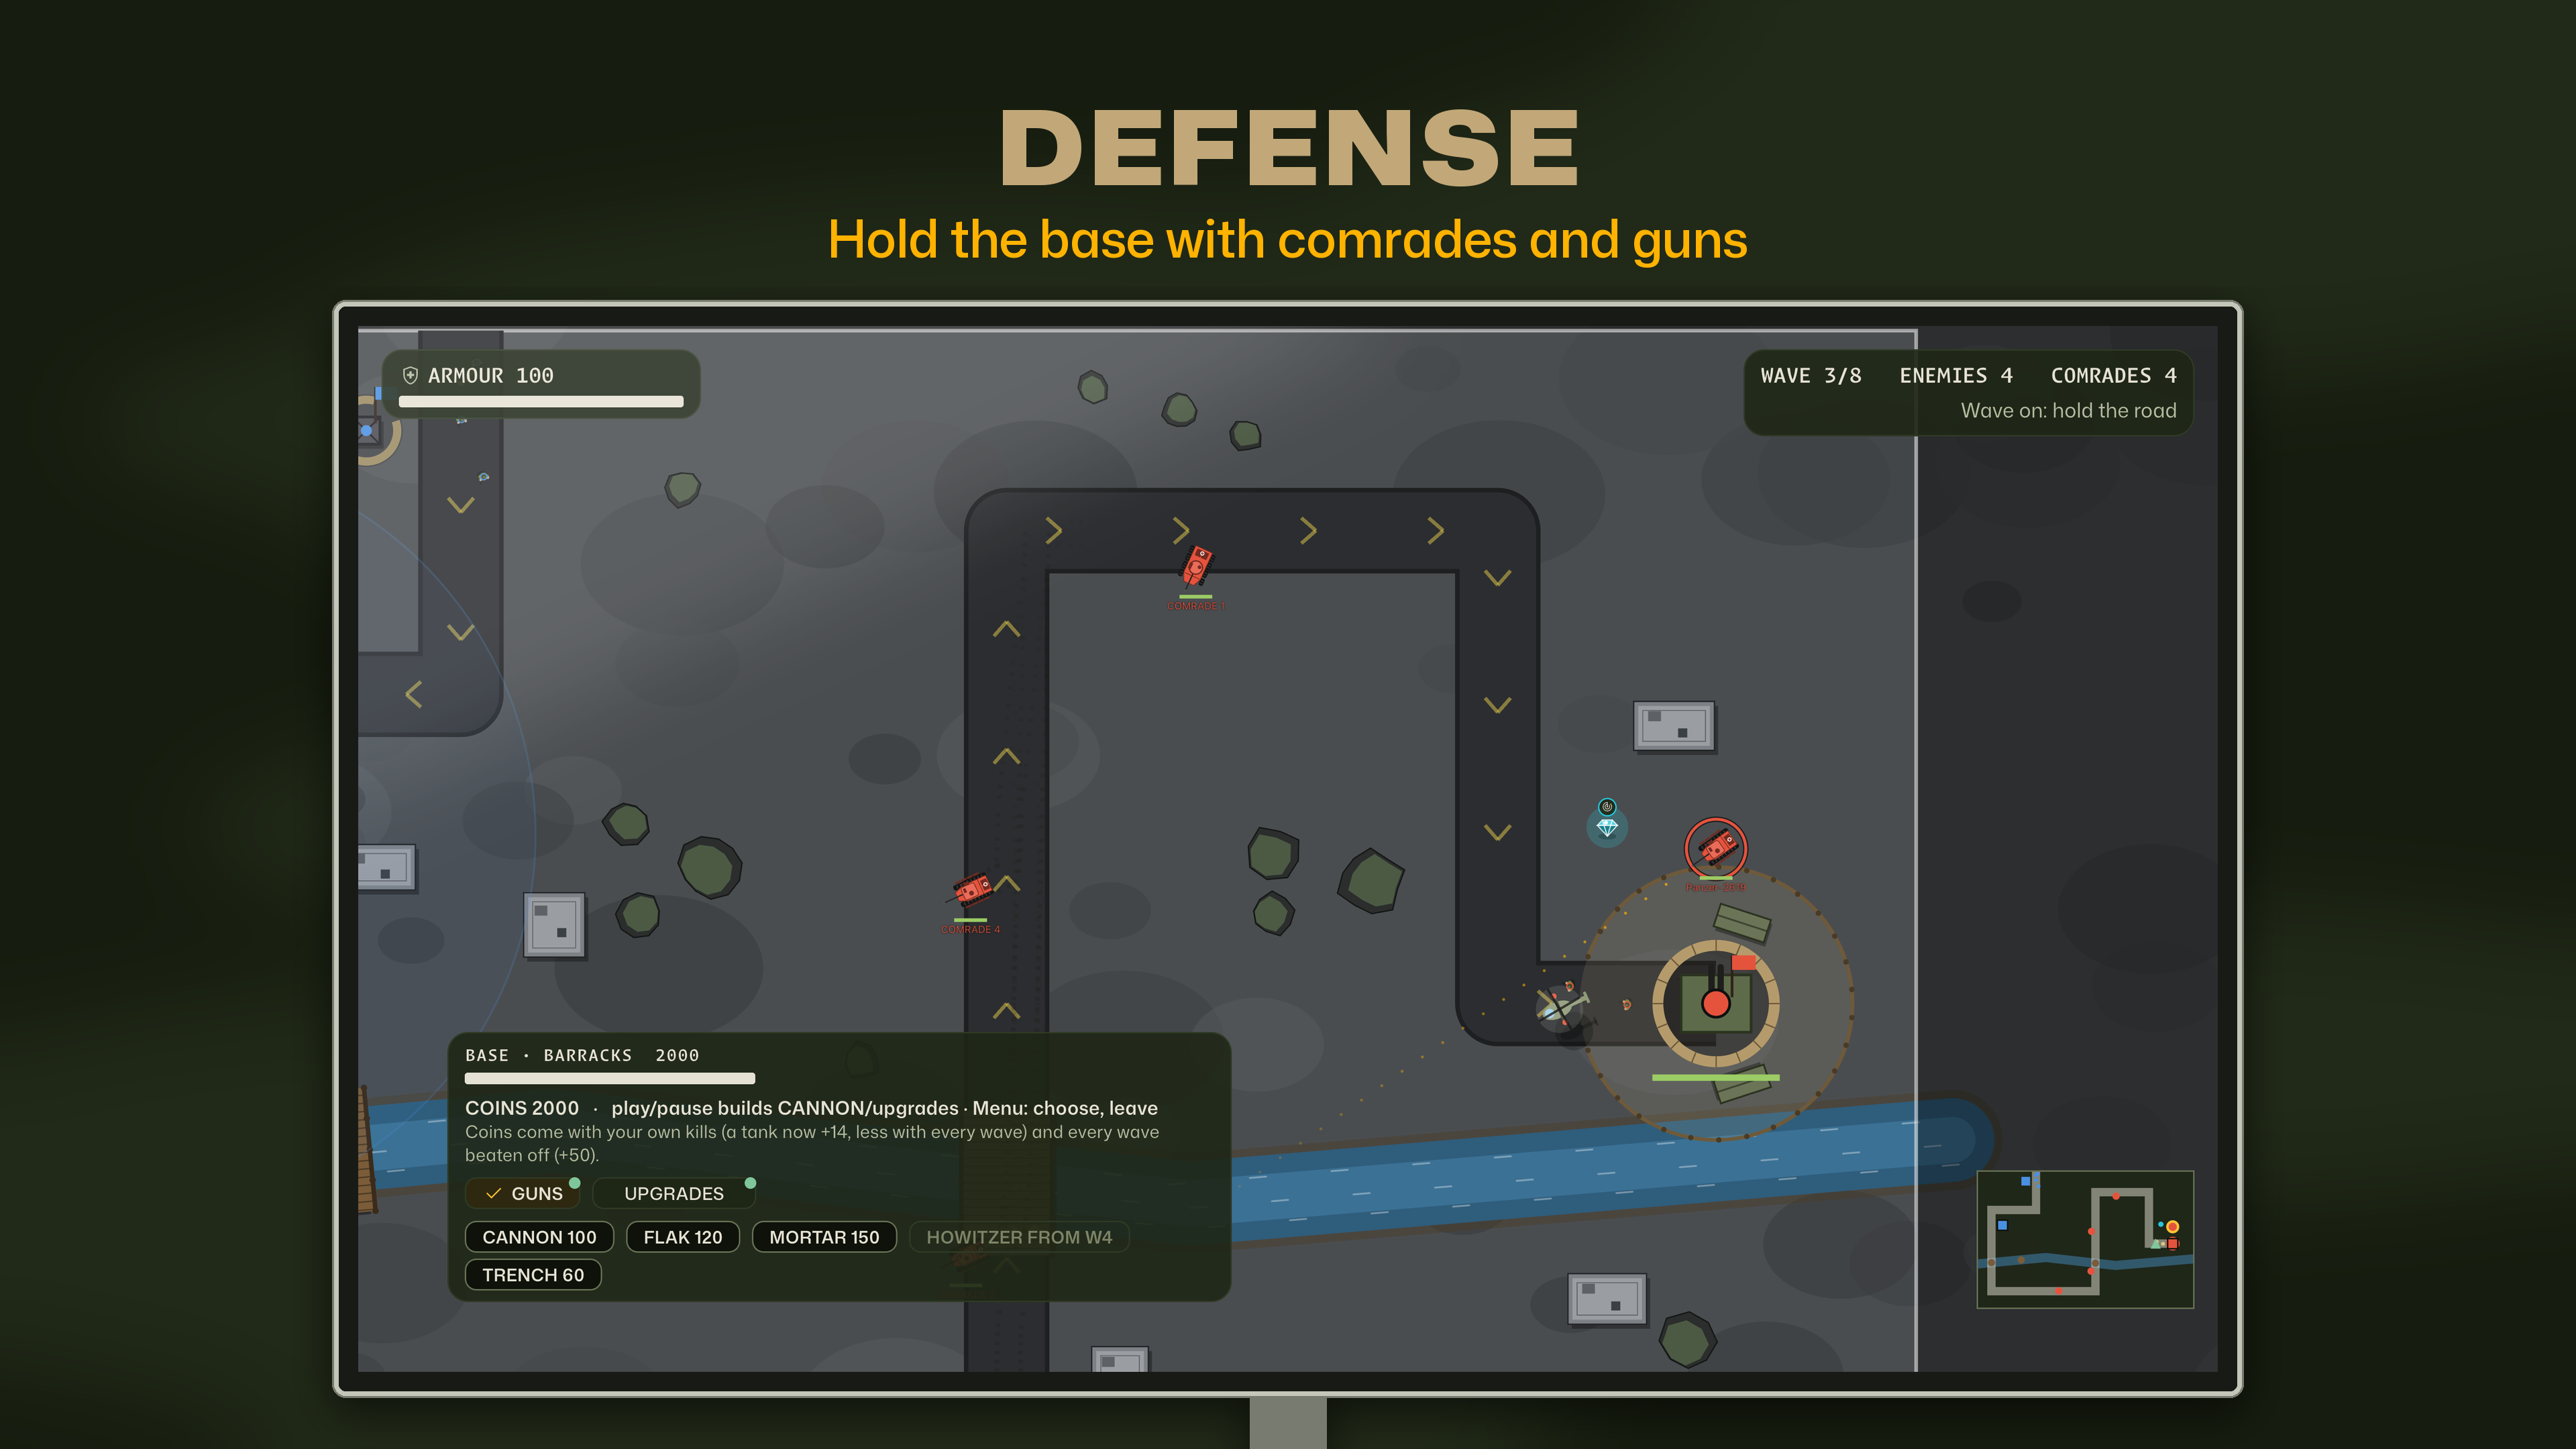 DEFENSE
Hold the base with comrades and guns
ARMOUR 100
WAVE 3/8 ENEMIES 4 COMRADES 4
Wave on: hold the road
COMRADE 1
COMRADE 4
BASE · BARRACKS 2000
COINS 2000 · play/pause builds CANNON/upgrades · Menu: choose, leave
Coins come with your own kills (a tank now +14, less with every wave) and every wave
beaten off (+50).
GUNS UPGRADES
CANNON 100 FLAK 120 MORTAR 150 HOWITZER FROM W4
TRENCH 60